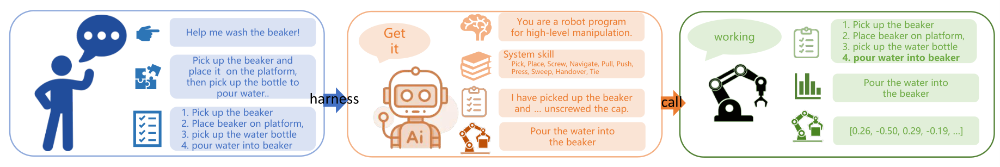 Help me wash the beaker!
Pick up the beaker and
place it on the platform,
then pick up the bottle to
pour water..
1. Pick up the beaker
2. Place beaker on platform,
3. pick up the water bottle
4. pour water into beaker
harness
Get
it
Ai
You are a robot program
for high-level manipulation.
System skill
Pick, Place, Screw, Navigate, Pull, Push,
Press, Sweep, Handover, Tie
I have picked up the beaker
and ... unscrewed the cap.
Pour the water into
the beaker
call
working
1. Pick up the beaker
2. Place beaker on platform,
3. pick up the water bottle
4. pour water into beaker
Pour the water into
the beaker
[0.26, -0.50, 0.29, -0.19, ...]